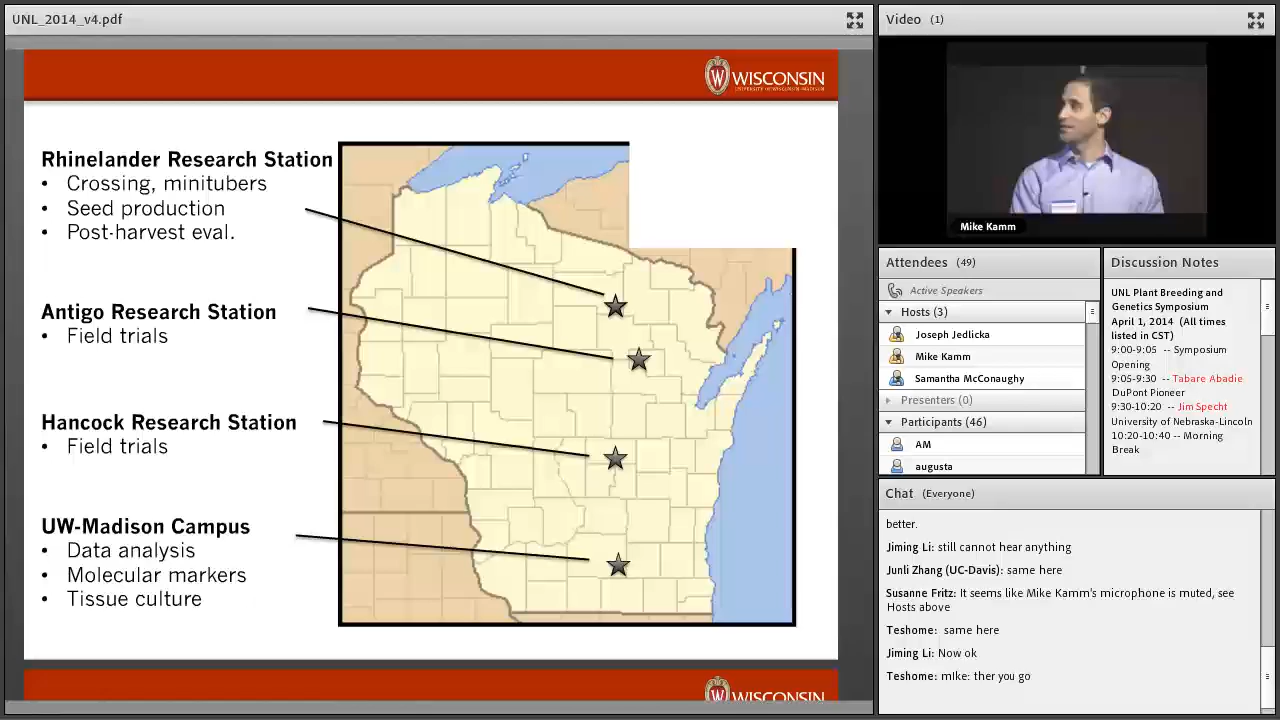 UNL_2014_v4.pdf
WISCONSIN
UNIVERSITY OF WISCONSIN-MADISON
Rhinelander Research Station
• Crossing, minitubers
• Seed production
• Post-harvest eval.
Antigo Research Station
• Field trials
Hancock Research Station
• Field trials
UW-Madison Campus
• Data analysis
• Molecular markers
• Tissue culture
WISCONSIN
Video (1)
Mike Kamm
Attendees (49)
Active Speakers
Hosts (3)
Joseph Jedlicka
Mike Kamm
Samantha McConaughy
Presenters (0)
Participants (46)
AM
augusta
Discussion Notes
UNL Plant Breeding and
Genetics Symposium
April 1, 2014 (All times
listed in CST)
9:00-9:05 -- Symposium
Opening
9:05-9:30 -- Tabare Abadie
DuPont Pioneer
9:30-10:20 -- Jim Specht
University of Nebraska-Lincoln
10:20-10:40 -- Morning
Break
Chat (Everyone)
better.
Jiming Li: still cannot hear anything
Junli Zhang (UC-Davis): same here
Susanne Fritz: It seems like Mike Kamm's microphone is muted, see
Hosts above
Teshome: same here
Jiming Li: Now ok
Teshome: mIke: ther you go